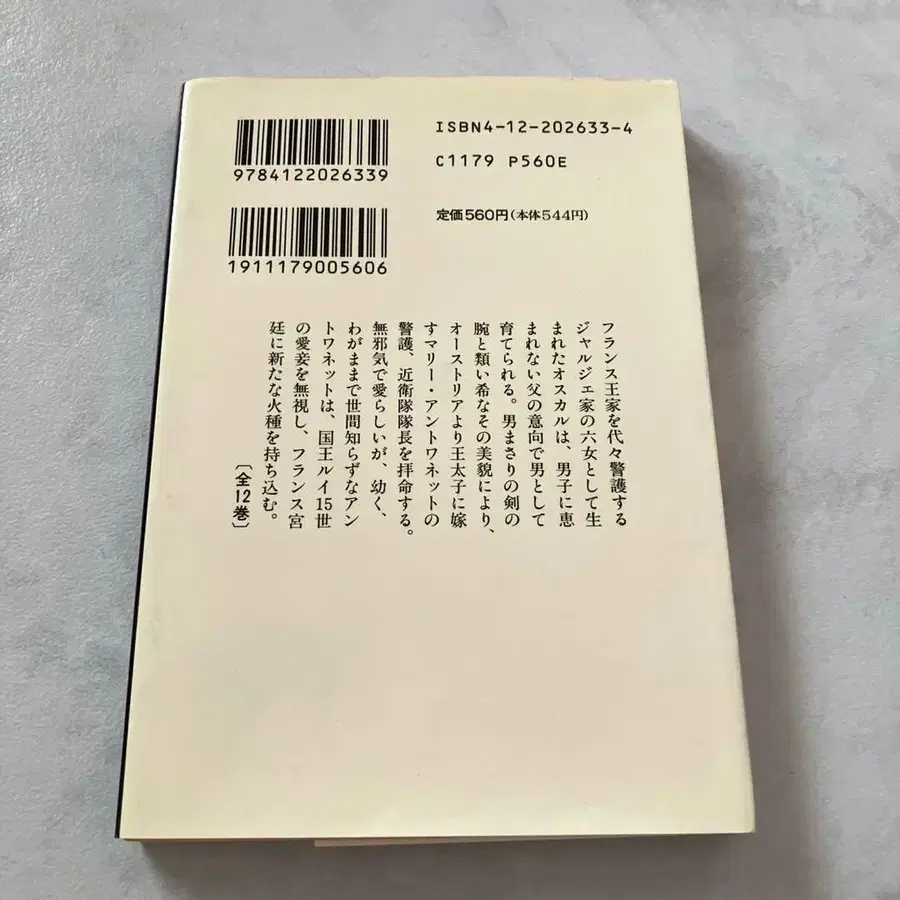 9784122026339
ISBN4-12-202633-4
C1179 P560E
1911179005606
定価560円(本体544円)
フランス王家を代々警護する
ジャルジェ家の六女として生
まれたオスカルは、男子に恵
まれない父の意向で男として
育てられる。男まさりの剣の
腕と類い希なその美貌により、
オーストリアより王太子に嫁
すマリー・アントワネットの
警護、近衛隊隊長を拝命する。
無邪気で愛らしいが、幼く、
わがままで世間知らずなアン
トワネットは、国王ルイ15世
の愛妾を無視し、フランス宮
廷に新たな火種を持ち込む。
〔全12巻〕